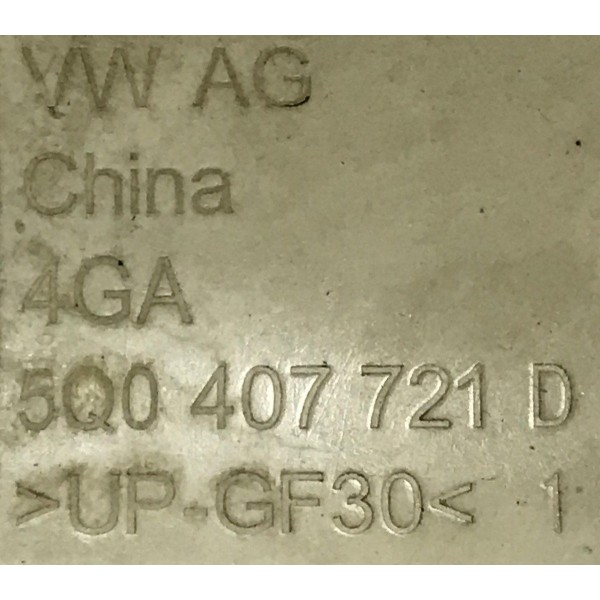 VW AG
China
4GA
5Q0 407 721 D
>UP-GF30< 1